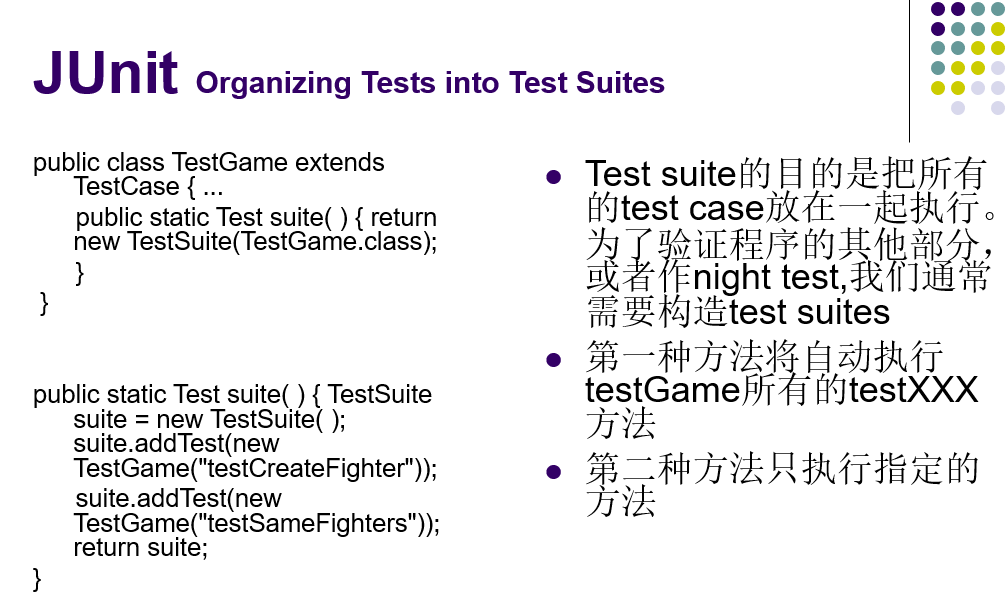 JUnit Organizing Tests into Test Suites
public class TestGame extends
TestCase { ...
public static Test suite( ) { return
new TestSuite(TestGame.class);
}
}
public static Test suite( ) { TestSuite
suite = new TestSuite( );
suite.addTest(new
TestGame("testCreateFighter"));
suite.addTest(new
TestGame("testSameFighters"));
return suite;
}
Test suite的目的是把所有
的test case放在一起执行。
为了验证程序的其他部分，
或者作night test,我们通常
需要构造test suites
第一种方法将自动执行
testGame所有的testXXX
方法
第二种方法只执行指定的
方法